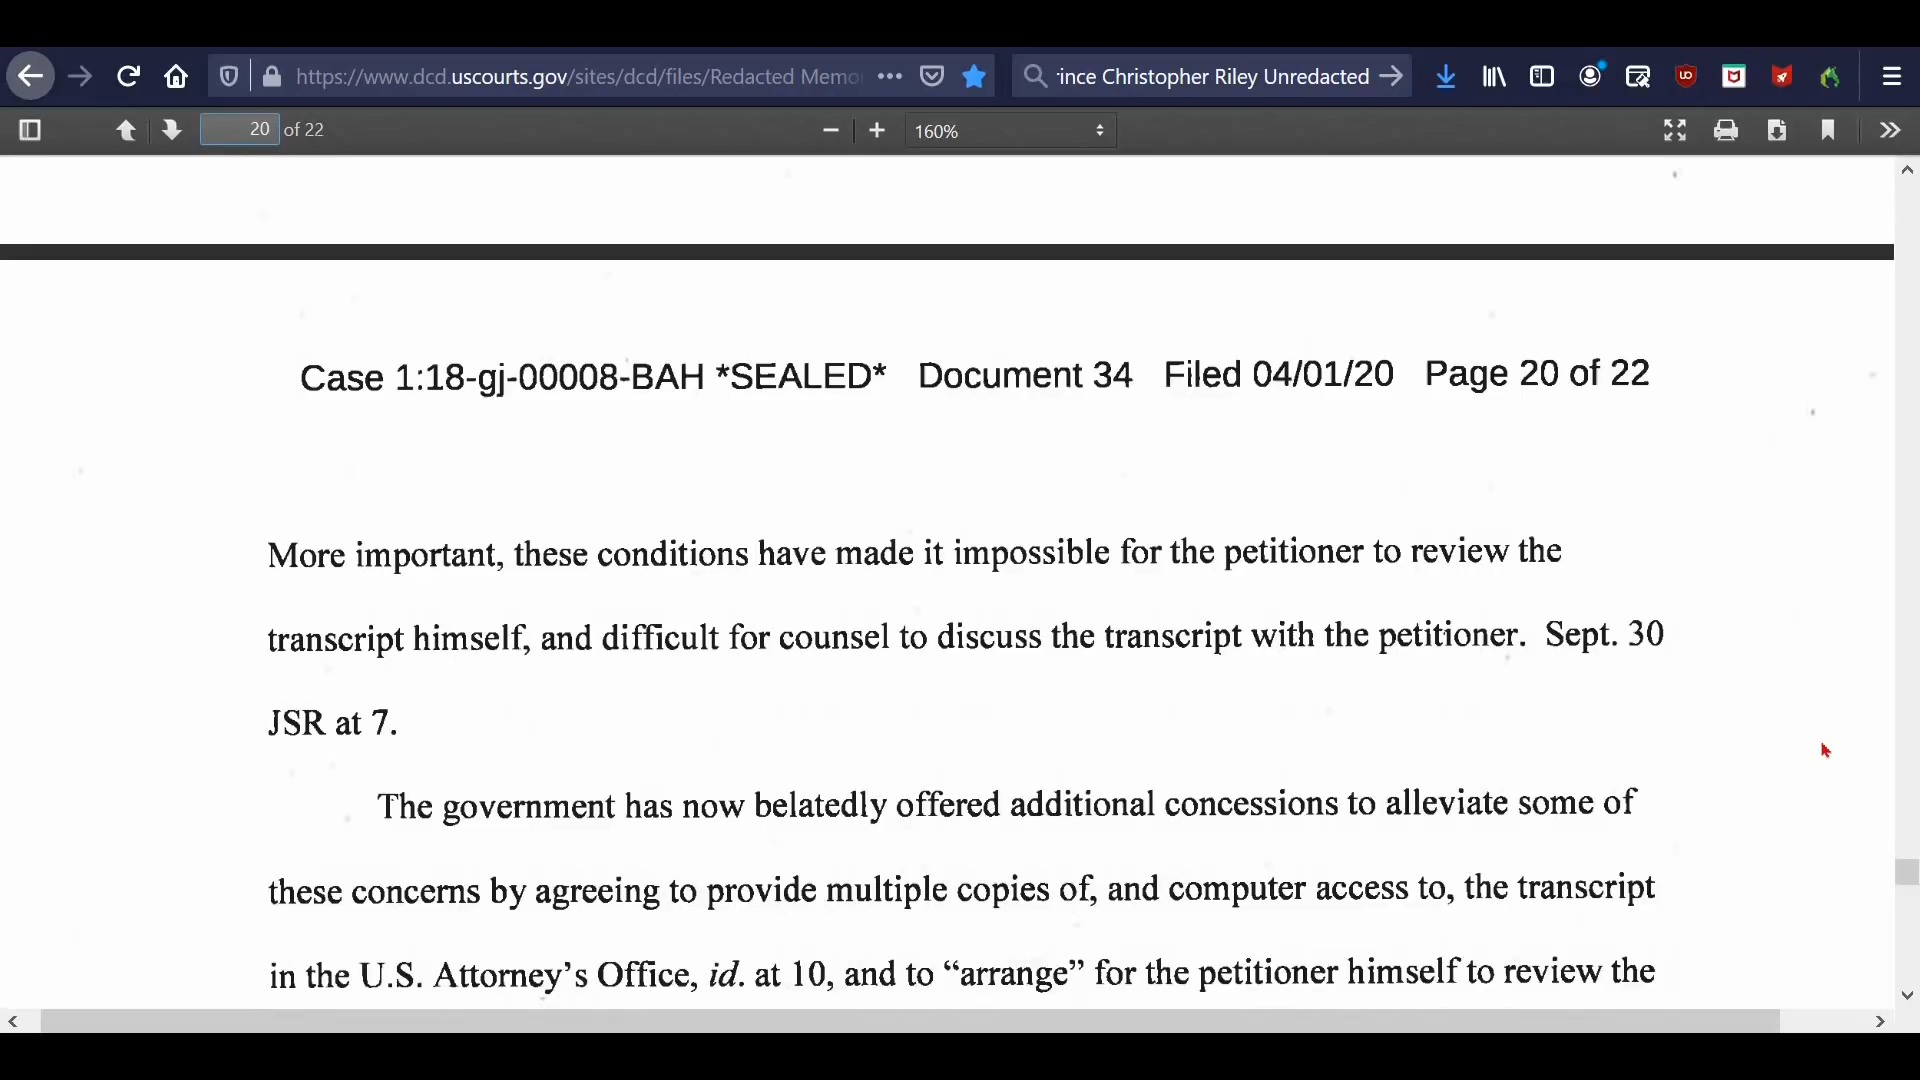 https://www.dcd.uscourts.gov/sites/dcd/files/Redacted Memo
ince Christopher Riley Unredacted
20 of 22
160%
Case 1:18-gj-00008-BAH *SEALED* Document 34 Filed 04/01/20 Page 20 of 22
More important, these conditions have made it impossible for the petitioner to review the
transcript himself, and difficult for counsel to discuss the transcript with the petitioner. Sept. 30
JSR at 7.
The government has now belatedly offered additional concessions to alleviate some of
these concerns by agreeing to provide multiple copies of, and computer access to, the transcript
in the U.S. Attorney’s Office, id. at 10, and to “arrange” for the petitioner himself to review the